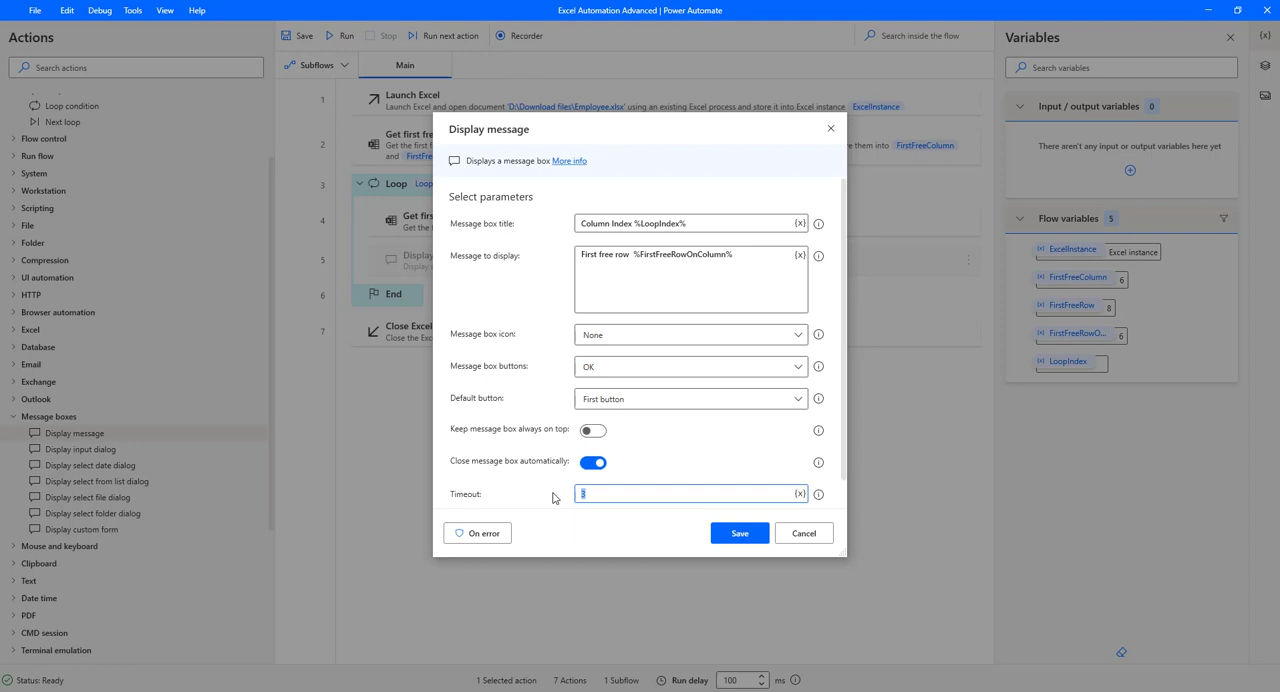 File Edit Debug Tools View Help
Excel Automation Advanced | Power Automate
Actions
Search actions
Loop condition
Next loop
Flow control
Run flow
System
Workstation
Scripting
File
Folder
Compression
UI automation
HTTP
Browser automation
Excel
Database
Email
Exchange
Outlook
Message boxes
Display message
Display input dialog
Display select date dialog
Display select from list dialog
Display select file dialog
Display select folder dialog
Display custom form
Mouse and keyboard
Clipboard
Text
Date time
PDF
CMD session
Terminal emulation
Save Run Stop Run next action Recorder
Search inside the flow
Subflows Main
1 Launch Excel
Launch Excel and open document 'D:\Download files\Employee.xlsx' using an existing Excel process and store it into Excel instance ExcelInstance
2 Get first fre
Get the first f
them into FirstFreeColumn
and FirstFre
3 Loop Loop
4 Get firs
Get the f
5 Display
Display
6 End
7 Close Excel
Close the Exc
Display message
Displays a message box More info
Select parameters
Message box title: Column Index %LoopIndex% {x}
Message to display: First free row %FirstFreeRowOnColumn% {x}
Message box icon: None
Message box buttons: OK
Default button: First button
Keep message box always on top:
Close message box automatically:
Timeout: 3 {x}
On error Save Cancel
Variables
{x}
Search variables
Input / output variables 0
There aren't any input or output variables here yet
Flow variables 5
(x) ExcelInstance Excel instance
(x) FirstFreeColumn 6
(x) FirstFreeRow 8
(x) FirstFreeRowO... 6
(x) LoopIndex
Status: Ready
1 Selected action 7 Actions 1 Subflow Run delay 100 ms